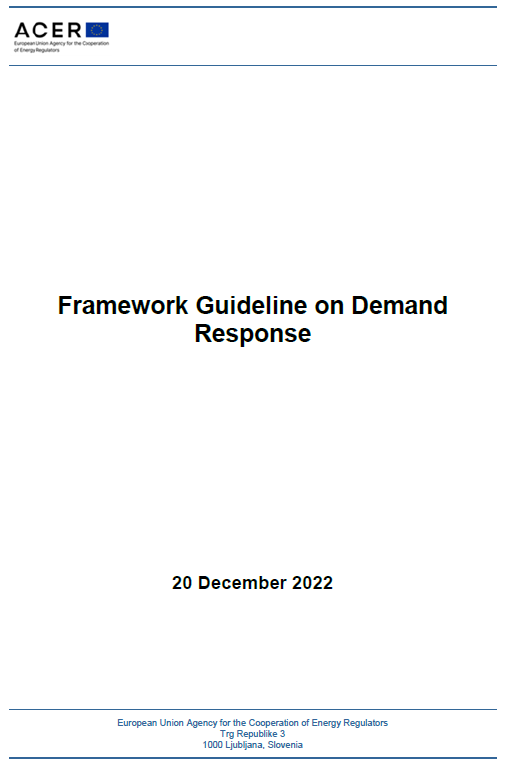 ACER
European Union Agency for the Cooperation
of Energy Regulators
Framework Guideline on Demand
Response
20 December 2022
European Union Agency for the Cooperation of Energy Regulators
Trg Republike 3
1000 Ljubljana, Slovenia